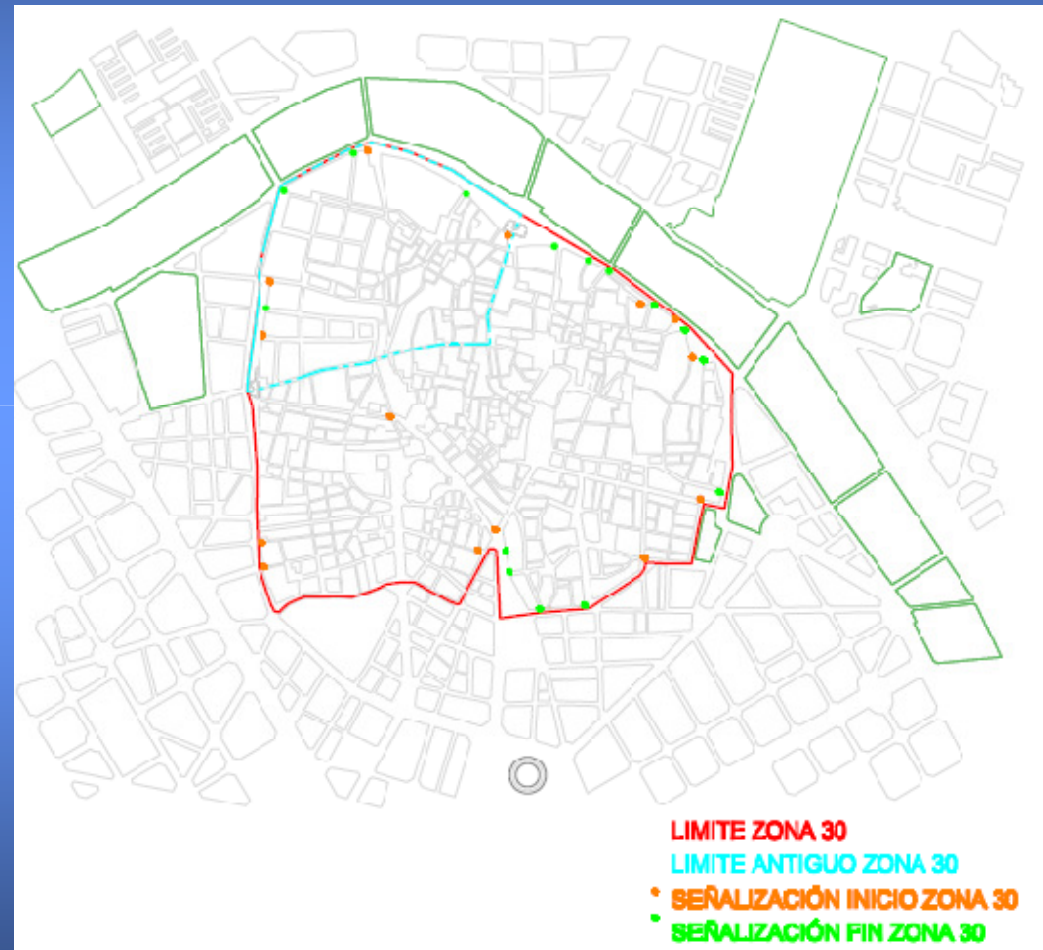 LIMITE ZONA 30
LIMITE ANTIGUO ZONA 30
SEÑALIZACIÓN INICIO ZONA 30
SEÑALIZACIÓN FIN ZONA 30